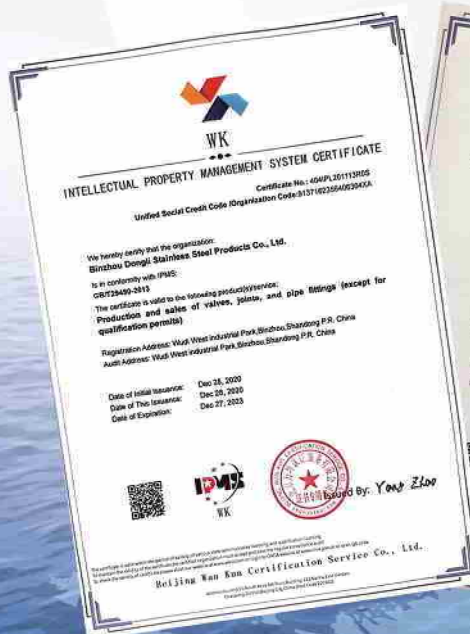 WK
INTELLECTUAL PROPERTY MANAGEMENT SYSTEM CERTIFICATE
Certificate No.: 404IPL201113R0S
Unified Social Credit Code /Organization Code:
We hereby certify that the organization:
Binzhou Dongli Stainless Steel Products Co., Ltd.
is in conformity with IPMS:
GB/T29490-2013
The certificate is valid to the following product(s)/service:
Production and sales of valves, joints, and pipe fittings (except for
qualification permits)
Registration Address: Wudi West Industrial Park,Binzhou,Shandong P.R. China
Audit Address: Wudi West Industrial Park,Binzhou,Shandong P.R. China
Date of Initial Issuance: Dec 28, 2020
Date of This Issuance: Dec 28, 2020
Date of Expiration: Dec 27, 2023
IPMS
WK
Issued By: Yong Zhao
Beijing Wan Kun Certification Service Co., Ltd.